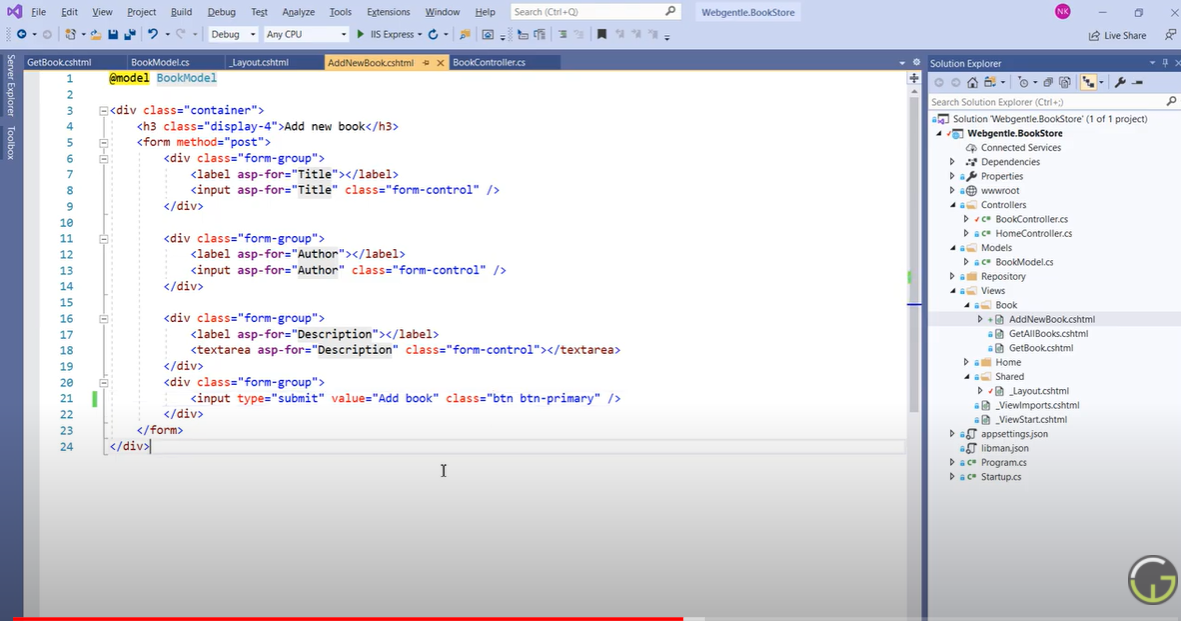 File Edit View Project Build Debug Test Analyze Tools Extensions Window Help Search (Ctrl+Q) Webgentle.BookStore NK
Debug Any CPU IIS Express Live Share
Server Explorer
Toolbox
GetBook.cshtml BookModel.cs _Layout.cshtml AddNewBook.cshtml BookController.cs
1 @model BookModel
2
3 <div class="container">
4 <h3 class="display-4">Add new book</h3>
5 <form method="post">
6 <div class="form-group">
7 <label asp-for="Title"></label>
8 <input asp-for="Title" class="form-control" />
9 </div>
10
11 <div class="form-group">
12 <label asp-for="Author"></label>
13 <input asp-for="Author" class="form-control" />
14 </div>
15
16 <div class="form-group">
17 <label asp-for="Description"></label>
18 <textarea asp-for="Description" class="form-control"></textarea>
19 </div>
20 <div class="form-group">
21 <input type="submit" value="Add book" class="btn btn-primary" />
22 </div>
23 </form>
24 </div>
Solution Explorer
Search Solution Explorer (Ctrl+;)
Solution 'Webgentle.BookStore' (1 of 1 project)
Webgentle.BookStore
Connected Services
Dependencies
Properties
wwwroot
Controllers
BookController.cs
HomeController.cs
Models
BookModel.cs
Repository
Views
Book
AddNewBook.cshtml
GetAllBooks.cshtml
GetBook.cshtml
Home
Shared
_Layout.cshtml
_ViewImports.cshtml
_ViewStart.cshtml
appsettings.json
libman.json
Program.cs
Startup.cs